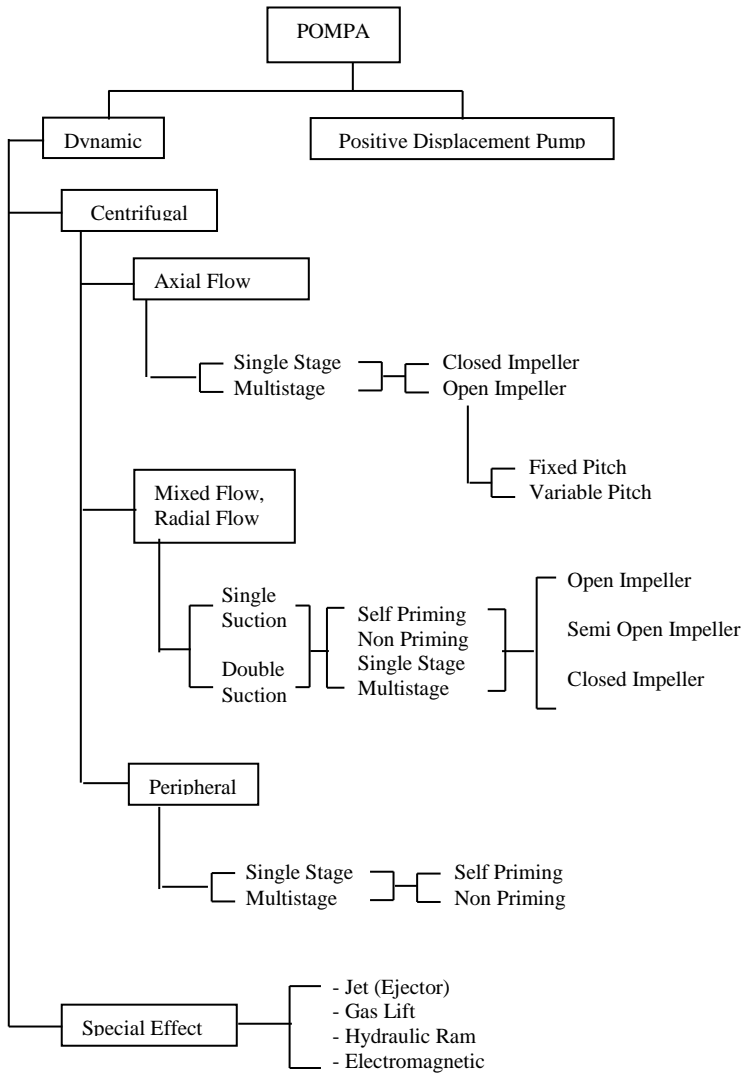 POMPA
Dynamic
Positive Displacement Pump
Centrifugal
Axial Flow
Single Stage
Multistage
Closed Impeller
Open Impeller
Fixed Pitch
Variable Pitch
Mixed Flow,
Radial Flow
Single
Suction
Double
Suction
Self Priming
Non Priming
Single Stage
Multistage
Open Impeller
Semi Open Impeller
Closed Impeller
Peripheral
Single Stage
Multistage
Self Priming
Non Priming
Special Effect
- Jet (Ejector)
- Gas Lift
- Hydraulic Ram
- Electromagnetic